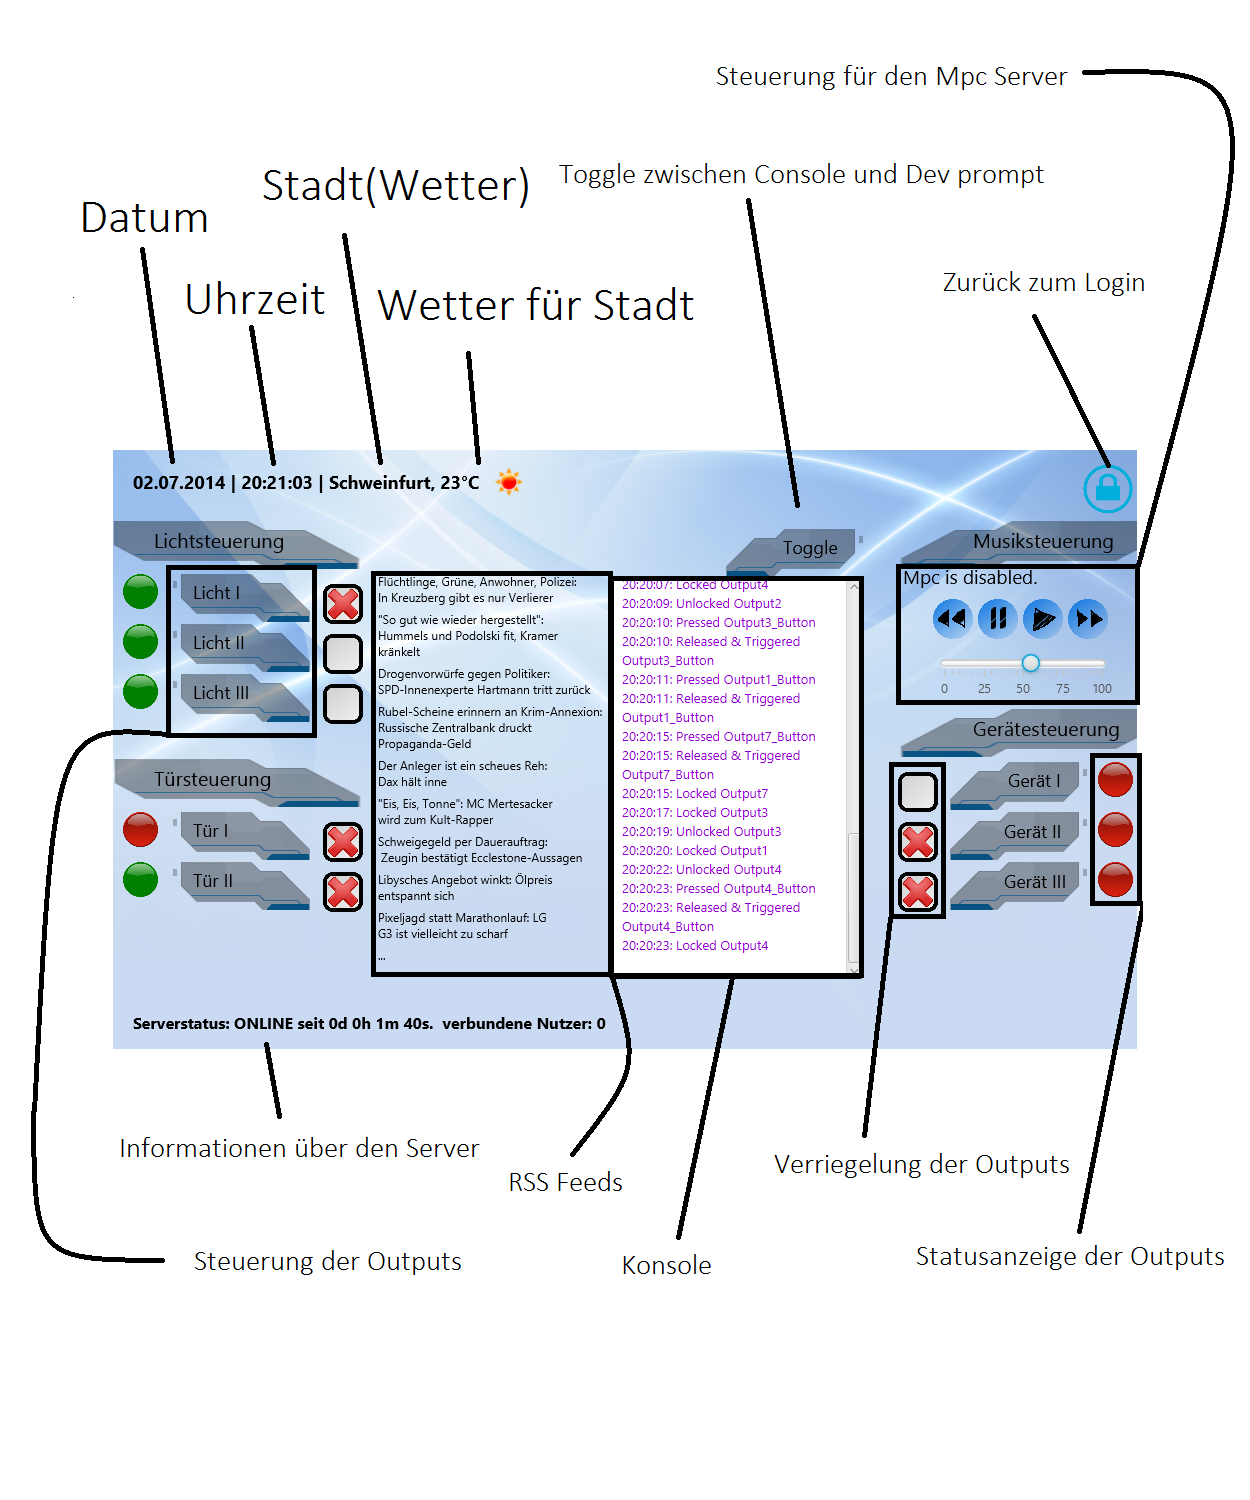 Steuerung für den Mpc Server
Toggle zwischen Console und Dev prompt
Stadt(Wetter)
Datum
Zurück zum Login
Uhrzeit
Wetter für Stadt
02.07.2014 | 20:21:03 | Schweinfurt, 23°C
Lichtsteuerung
Licht I
Licht II
Licht III
Türsteuerung
Tür I
Tür II
Flüchtlinge, Grüne, Anwohner, Polizei:
In Kreuzberg gibt es nur Verlierer
"So gut wie wieder hergestellt":
Hummels und Podolski fit, Kramer
kränkelt
Drogenvorwürfe gegen Politiker:
SPD-Innenexperte Hartmann tritt zurück
Rubel-Scheine erinnern an Krim-Annexion:
Russische Zentralbank druckt
Propaganda-Geld
Der Anleger ist ein scheues Reh:
Dax hält inne
"Eis, Eis, Tonne": MC Mertesacker
wird zum Kult-Rapper
Schweigegeld per Dauerauftrag:
Zeugin bestätigt Ecclestone-Aussagen
Libysches Angebot winkt: Ölpreis
entspannt sich
Pixeljagd statt Marathonlauf: LG
G3 ist vielleicht zu scharf
...
Toggle
20:20:07: Locked Output4
20:20:09: Unlocked Output2
20:20:10: Pressed Output3_Button
20:20:10: Released & Triggered
Output3_Button
20:20:11: Pressed Output1_Button
20:20:11: Released & Triggered
Output1_Button
20:20:15: Pressed Output7_Button
20:20:15: Released & Triggered
Output7_Button
20:20:15: Locked Output7
20:20:17: Locked Output3
20:20:19: Unlocked Output3
20:20:20: Locked Output1
20:20:22: Unlocked Output4
20:20:23: Pressed Output4_Button
20:20:23: Released & Triggered
Output4_Button
20:20:23: Locked Output4
Musiksteuerung
Mpc is disabled.
0 25 50 75 100
Gerätesteuerung
Gerät I
Gerät II
Gerät III
Serverstatus: ONLINE seit 0d 0h 1m 40s. verbundene Nutzer: 0
Informationen über den Server
RSS Feeds
Verriegelung der Outputs
Steuerung der Outputs
Konsole
Statusanzeige der Outputs